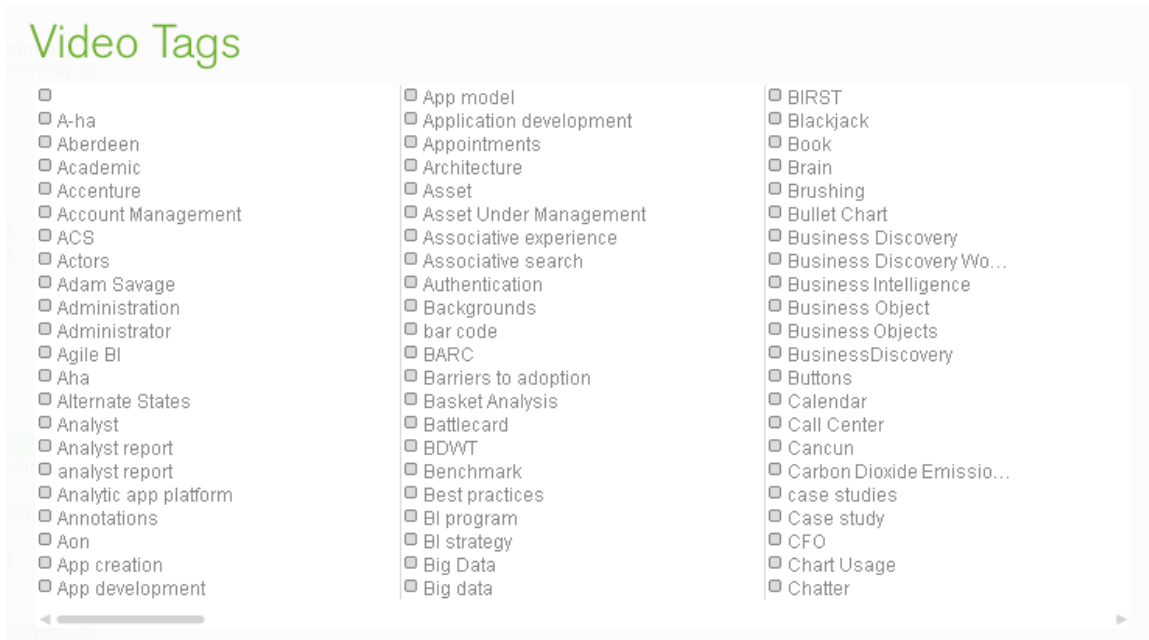 Video Tags
A-ha
Aberdeen
Academic
Accenture
Account Management
ACS
Actors
Adam Savage
Administration
Administrator
Agile BI
Aha
Alternate States
Analyst
Analyst report
analyst report
Analytic app platform
Annotations
Aon
App creation
App development
App model
Application development
Appointments
Architecture
Asset
Asset Under Management
Associative experience
Associative search
Authentication
Backgrounds
bar code
BARC
Barriers to adoption
Basket Analysis
Battlecard
BDWT
Benchmark
Best practices
BI program
BI strategy
Big Data
Big data
BIRST
Blackjack
Book
Brain
Brushing
Bullet Chart
Business Discovery
Business Discovery Wo...
Business Intelligence
Business Object
Business Objects
BusinessDiscovery
Buttons
Calendar
Call Center
Cancun
Carbon Dioxide Emissio...
case studies
Case study
CFO
Chart Usage
Chatter